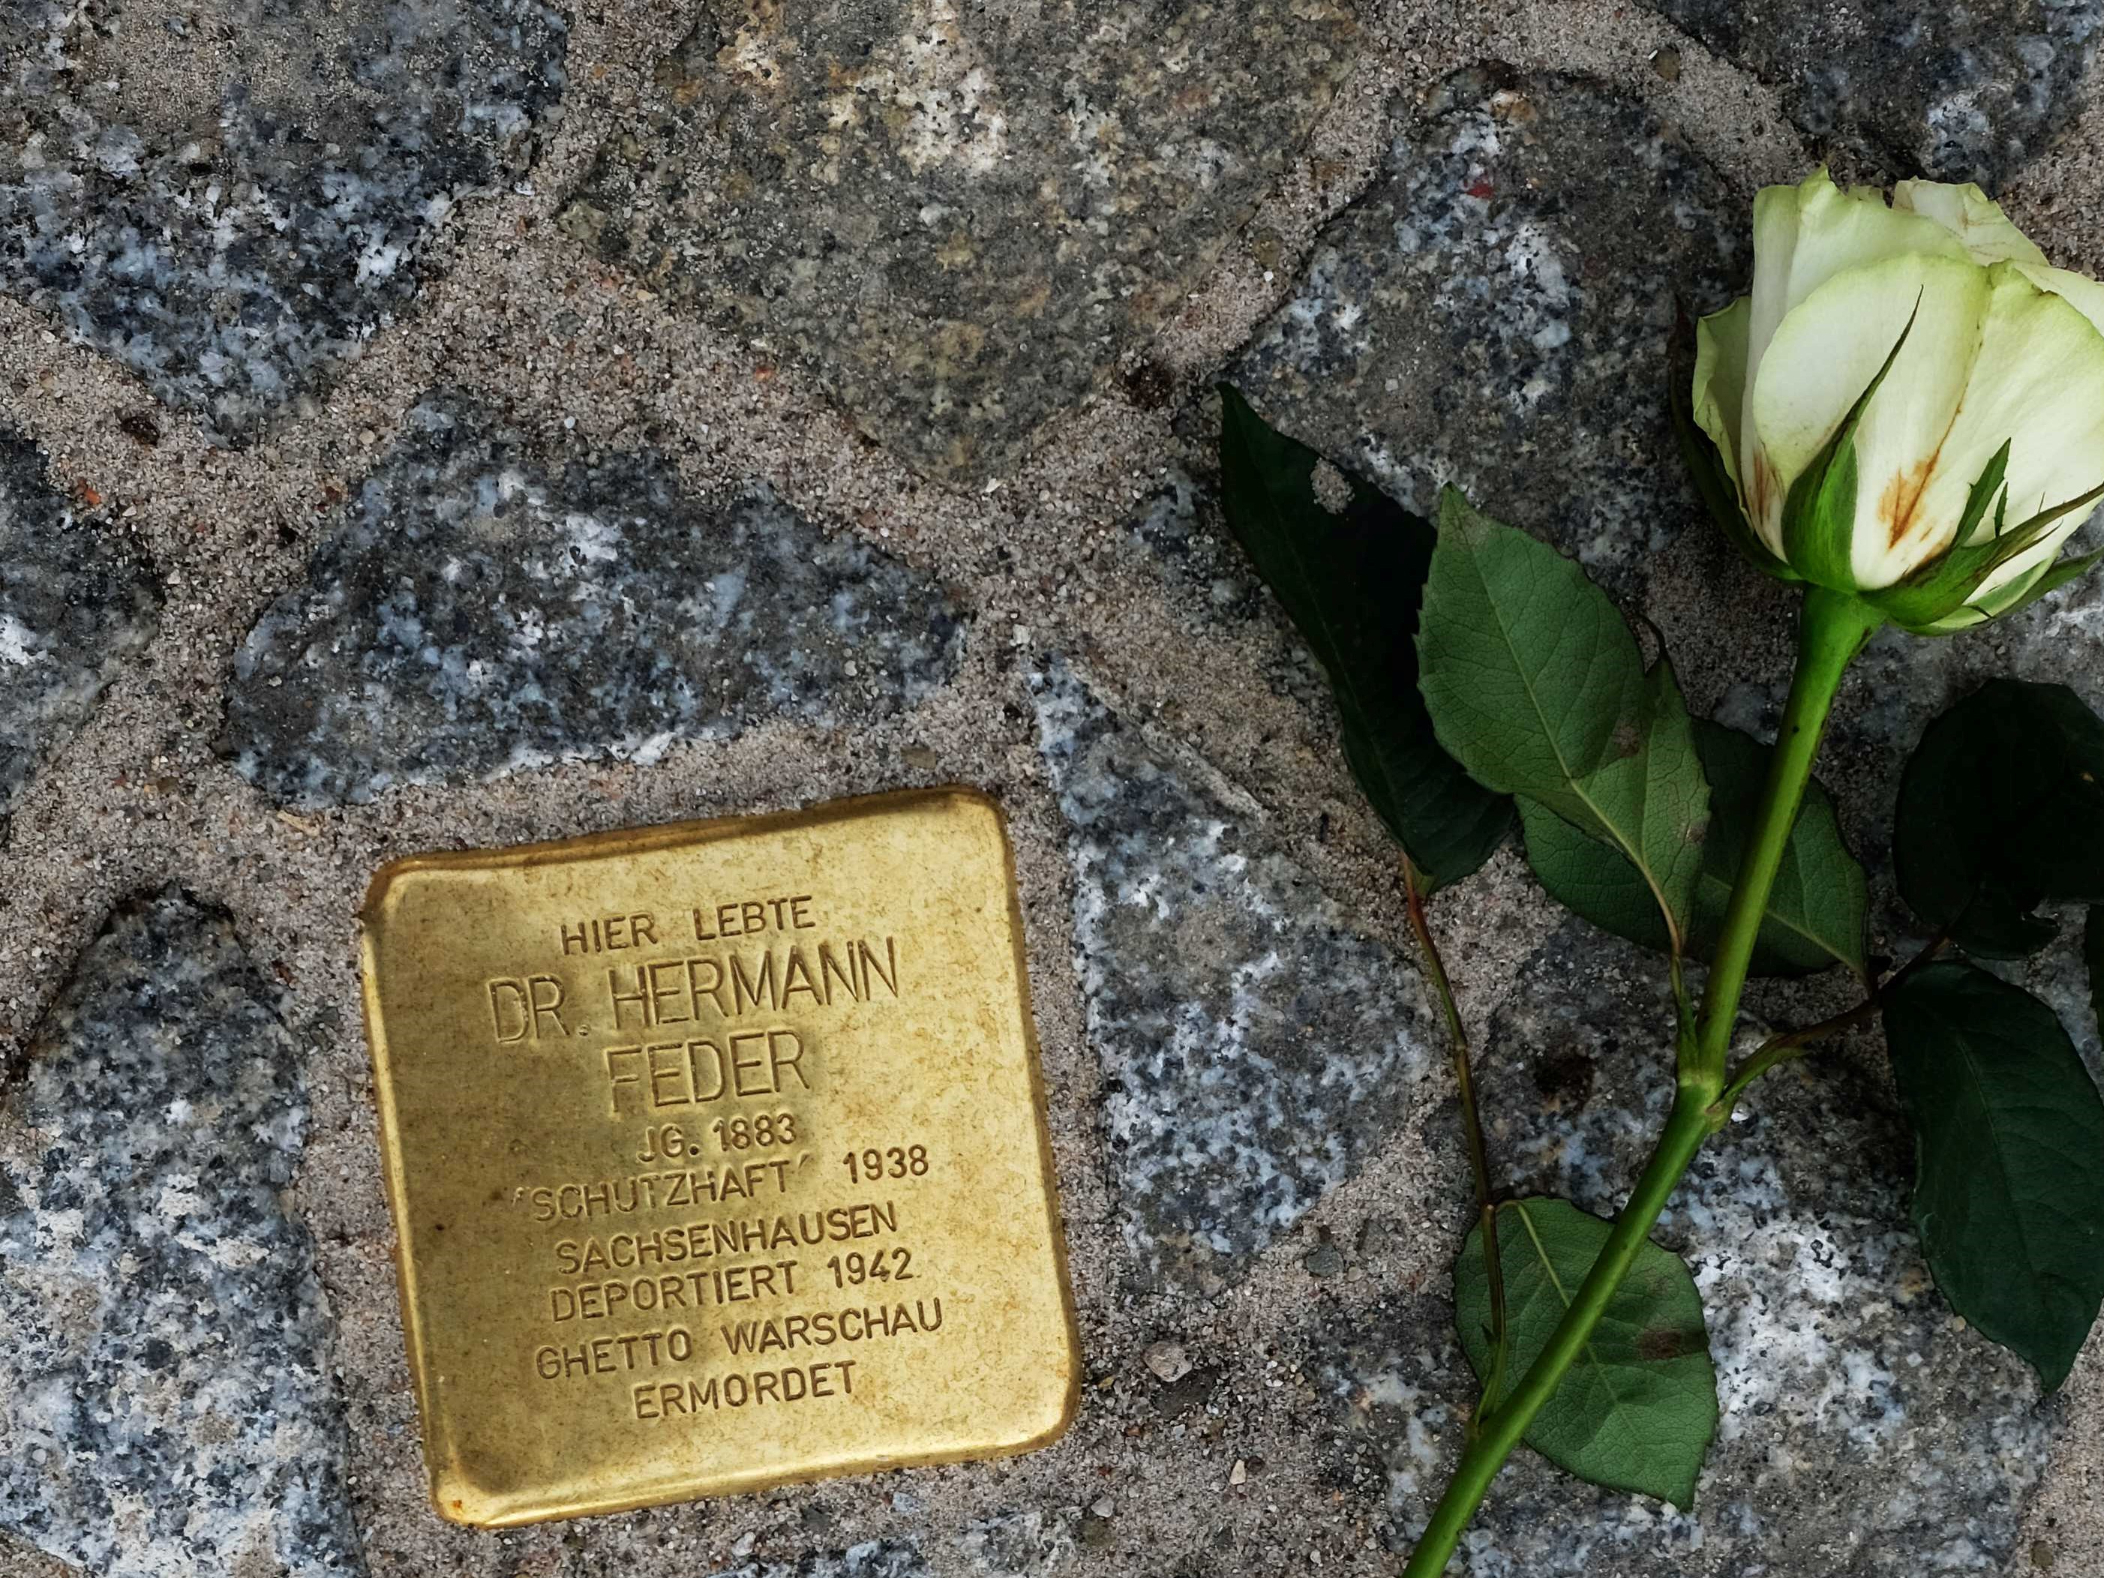 HIER LEBTE
DR. HERMANN
FEDER
JG. 1883
'SCHUTZHAFT' 1938
SACHSENHAUSEN
DEPORTIERT 1942
GHETTO WARSCHAU
ERMORDET